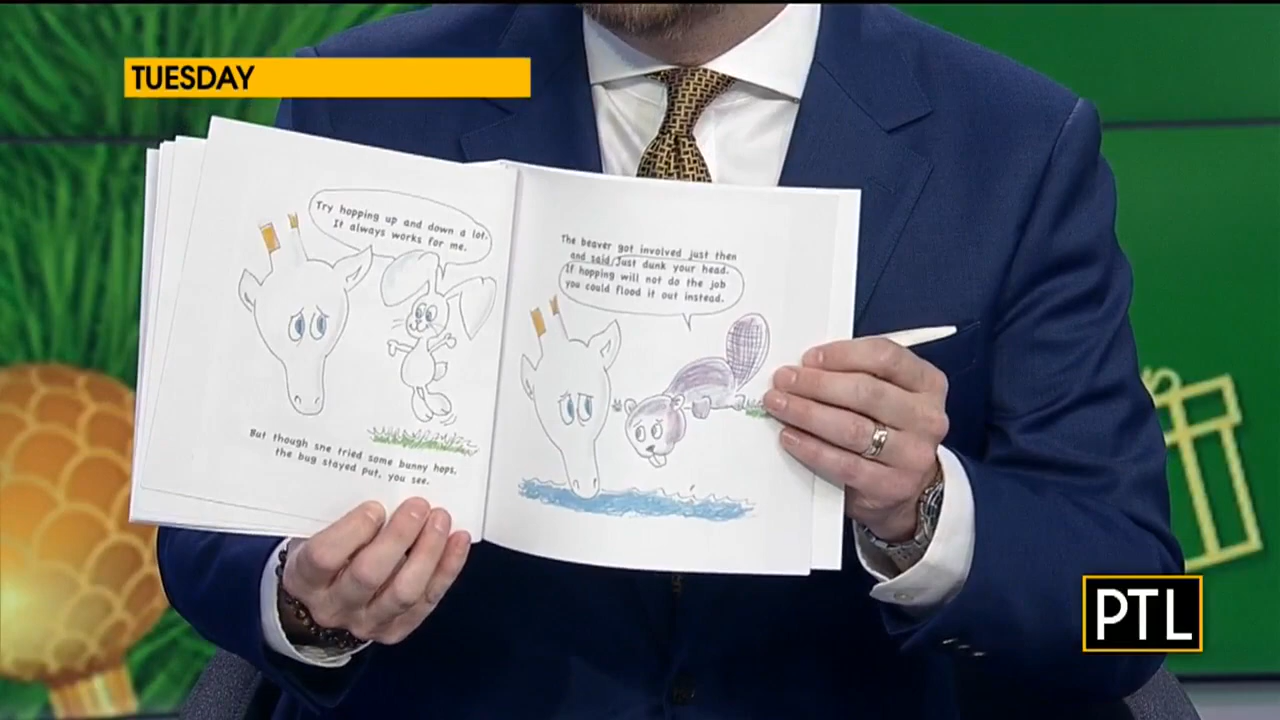 TUESDAY
Try hopping up and down a lot.
It always works for me.
But though she tried some bunny hops,
the bug stayed put, you see.
The beaver got involved just then
and said Just dunk your head.
If hopping will not do the job
you could flood it out instead.
PTL